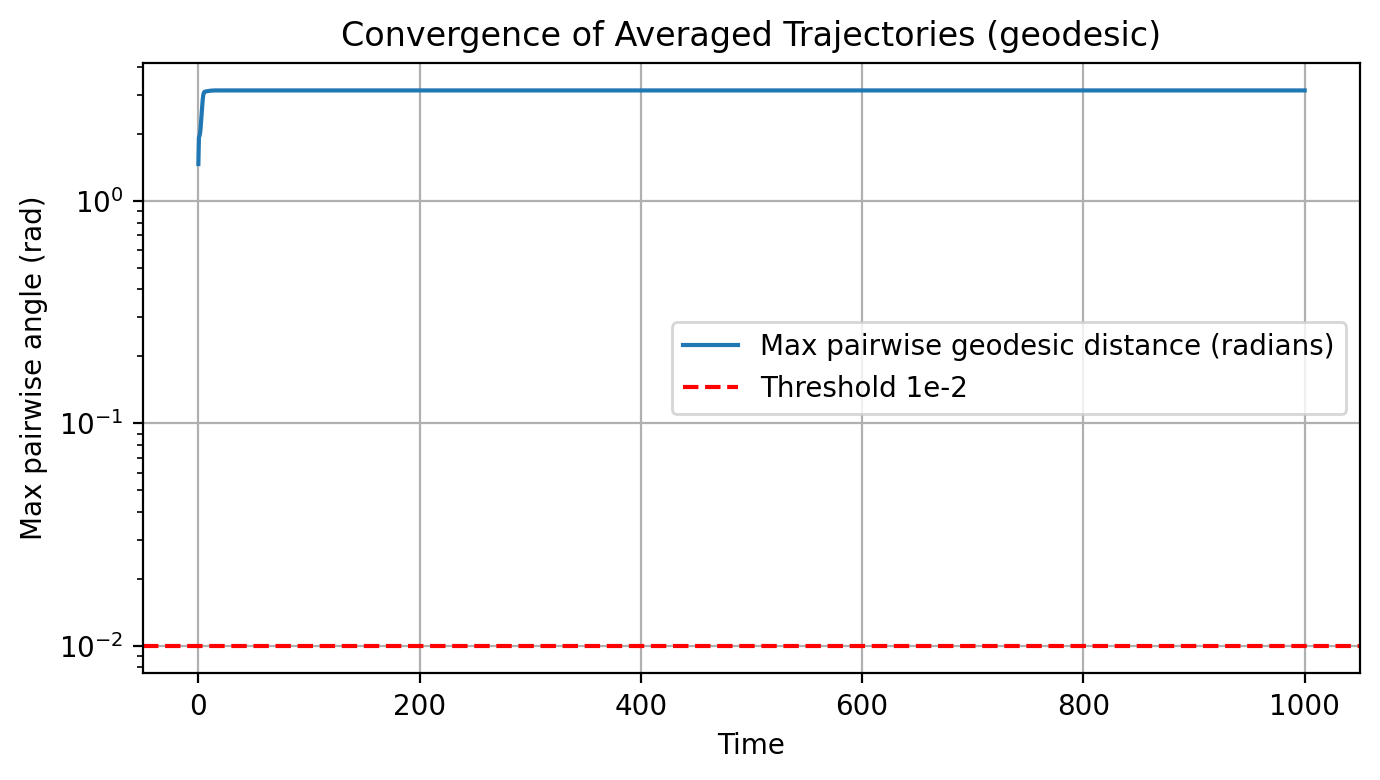 Convergence of Averaged Trajectories (geodesic)
Max pairwise angle (rad)
10⁰
10⁻¹
10⁻²
Max pairwise geodesic distance (radians)
Threshold 1e-2
0 200 400 600 800 1000
Time